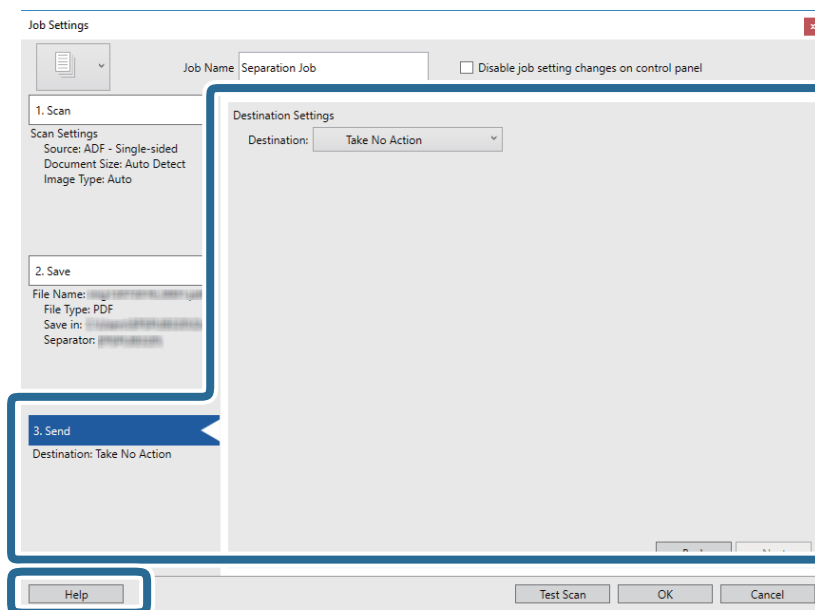 Job Settings
Job Name Separation Job
Disable job setting changes on control panel
1. Scan
Scan Settings
Source: ADF - Single-sided
Document Size: Auto Detect
Image Type: Auto
2. Save
File Name:
File Type: PDF
Save in:
Separator:
3. Send
Destination: Take No Action
Destination Settings
Destination: Take No Action
Help
Test Scan
OK
Cancel